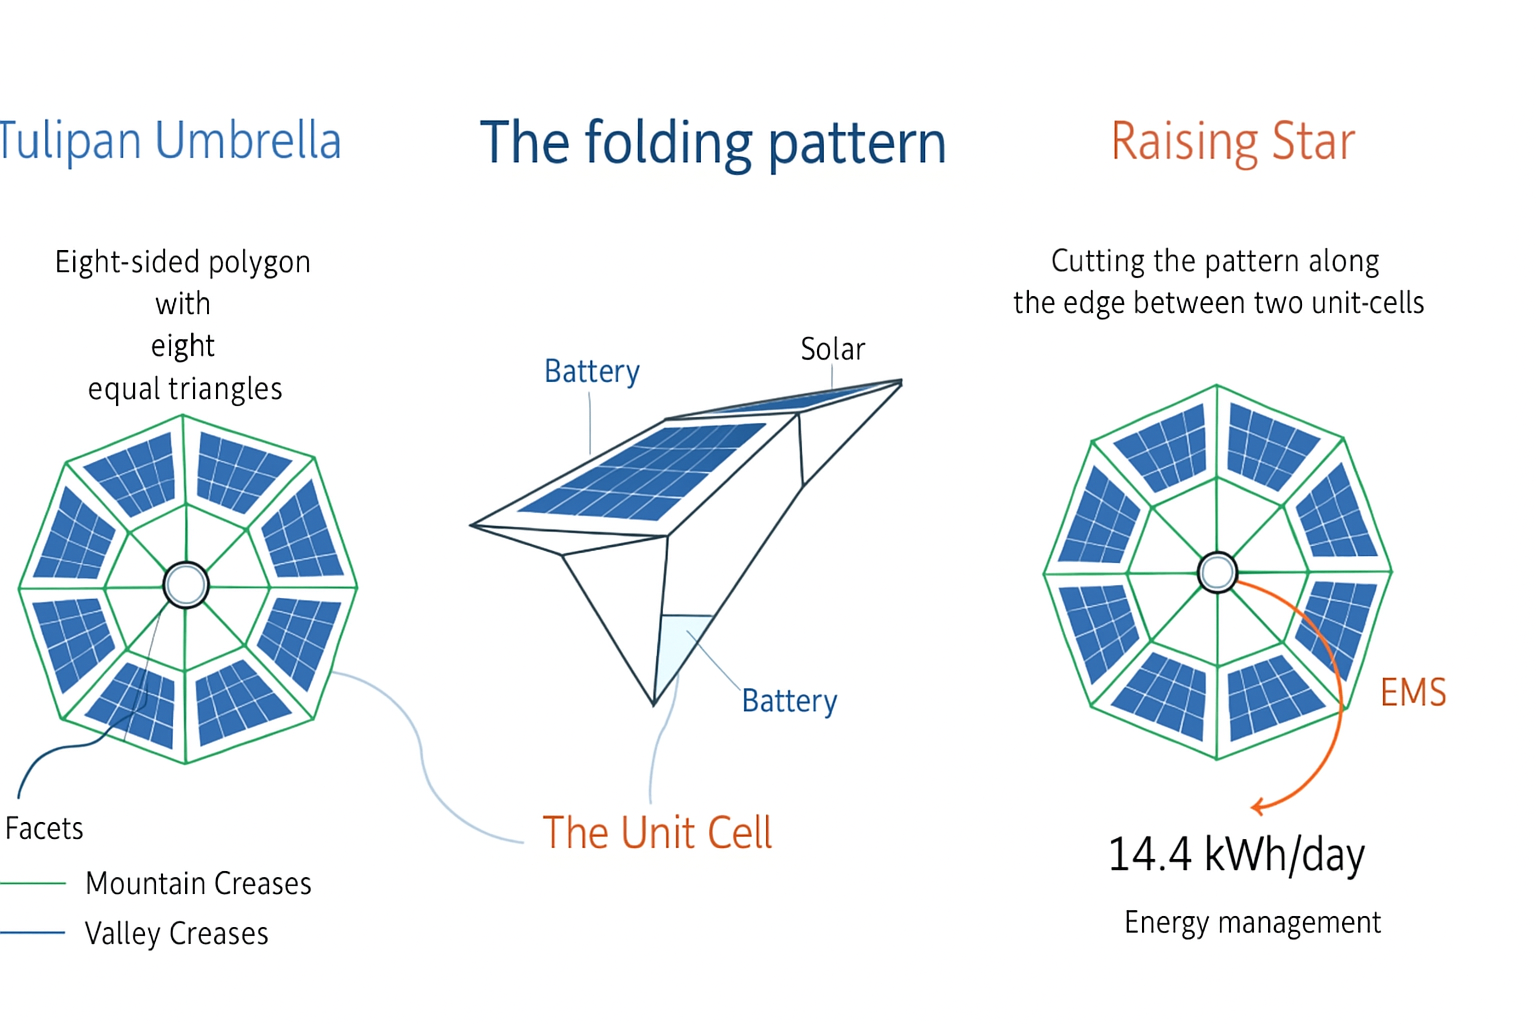 Tulipan Umbrella
The folding pattern
Raising Star
Eight-sided polygon
with
eight
equal triangles
Cutting the pattern along
the edge between two unit-cells
Battery
Solar
Battery
EMS
Facets
The Unit Cell
14.4 kWh/day
Mountain Creases
Valley Creases
Energy management